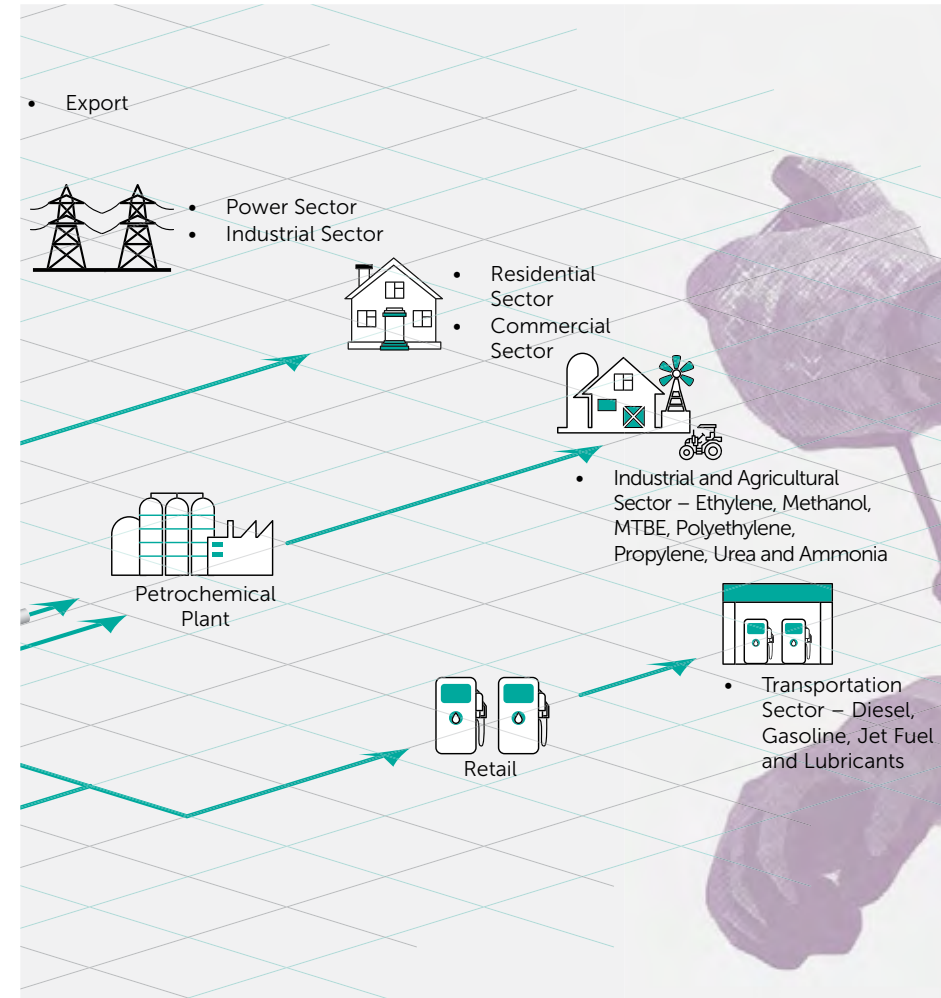 • Export
• Power Sector
• Industrial Sector
• Residential
Sector
• Commercial
Sector
• Industrial and Agricultural
Sector – Ethylene, Methanol,
MTBE, Polyethylene,
Propylene, Urea and Ammonia
Petrochemical
Plant
• Transportation
Sector – Diesel,
Gasoline, Jet Fuel
and Lubricants
Retail